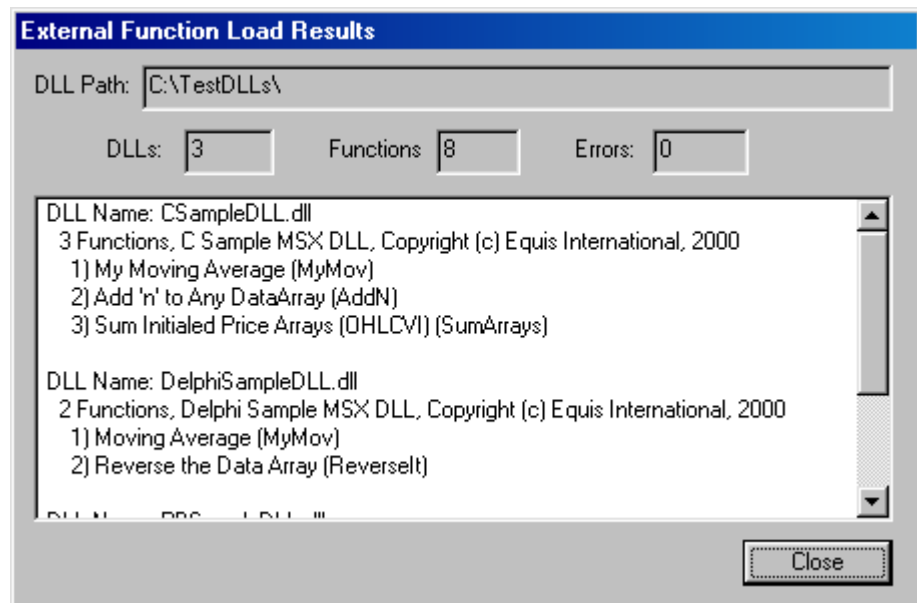 External Function Load Results
DLL Path: C:\TestDLLs\
DLLs: 3 Functions 8 Errors: 0
DLL Name: CSampleDLL.dll
3 Functions, C Sample MSX DLL, Copyright (c) Equis International, 2000
1) My Moving Average (MyMov)
2) Add 'n' to Any DataArray (AddN)
3) Sum Initialed Price Arrays (OHLCVI) (SumArrays)
DLL Name: DelphiSampleDLL.dll
2 Functions, Delphi Sample MSX DLL, Copyright (c) Equis International, 2000
1) Moving Average (MyMov)
2) Reverse the Data Array (ReverseIt)
DLL Name:
Close